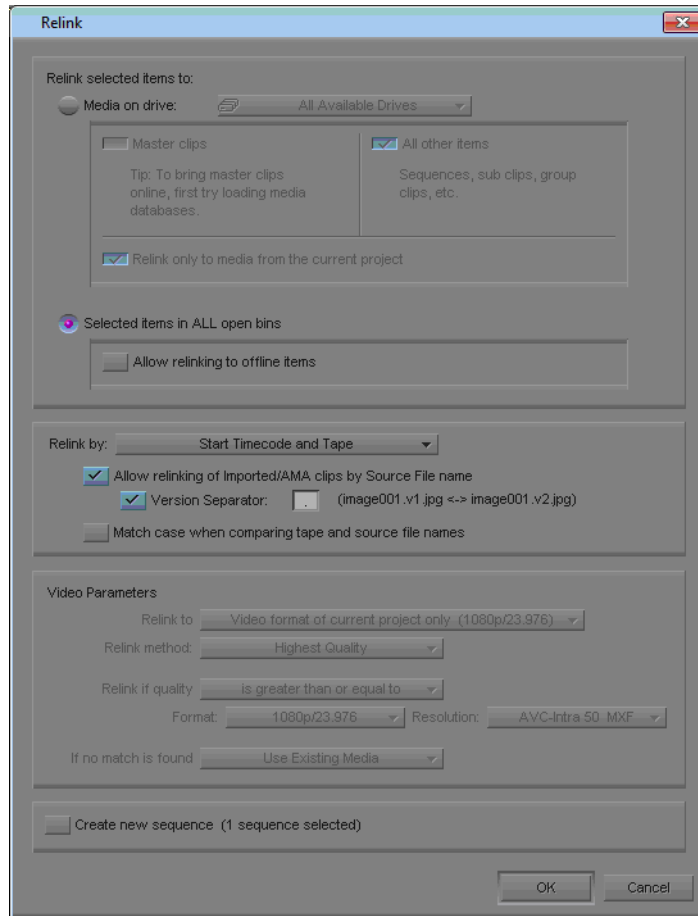 Relink
Relink selected items to:
Media on drive: All Available Drives
Master clips
Tip: To bring master clips
online, first try loading media
databases.
All other items
Sequences, sub clips, group
clips, etc.
Relink only to media from the current project
Selected items in ALL open bins
Allow relinking to offline items
Relink by: Start Timecode and Tape
Allow relinking of Imported/AMA clips by Source File name
Version Separator: . (image001.v1.jpg <-> image001.v2.jpg)
Match case when comparing tape and source file names
Video Parameters
Relink to Video format of current project only (1080p/23.976)
Relink method: Highest Quality
Relink if quality is greater than or equal to
Format: 1080p/23.976 Resolution: AVC-Intra 50 MXF
If no match is found Use Existing Media
Create new sequence (1 sequence selected)
OK Cancel